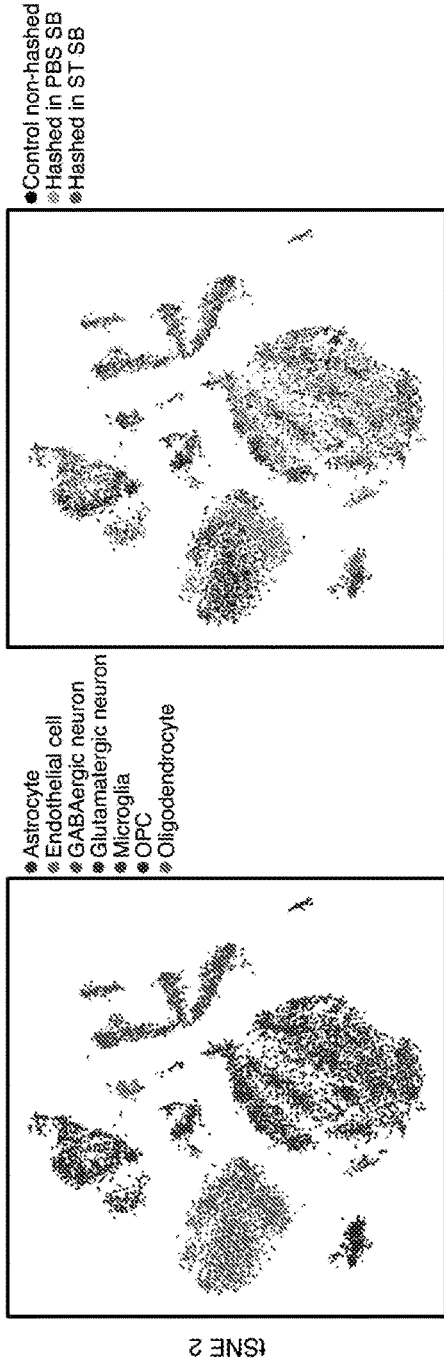 Control non-hashed
Hashed in PBS SB
Hashed in ST SB
Astrocyte
Endothelial cell
GABAergic neuron
Glutamatergic neuron
Microglia
OPC
Oligodendrocyte
tSNE 2